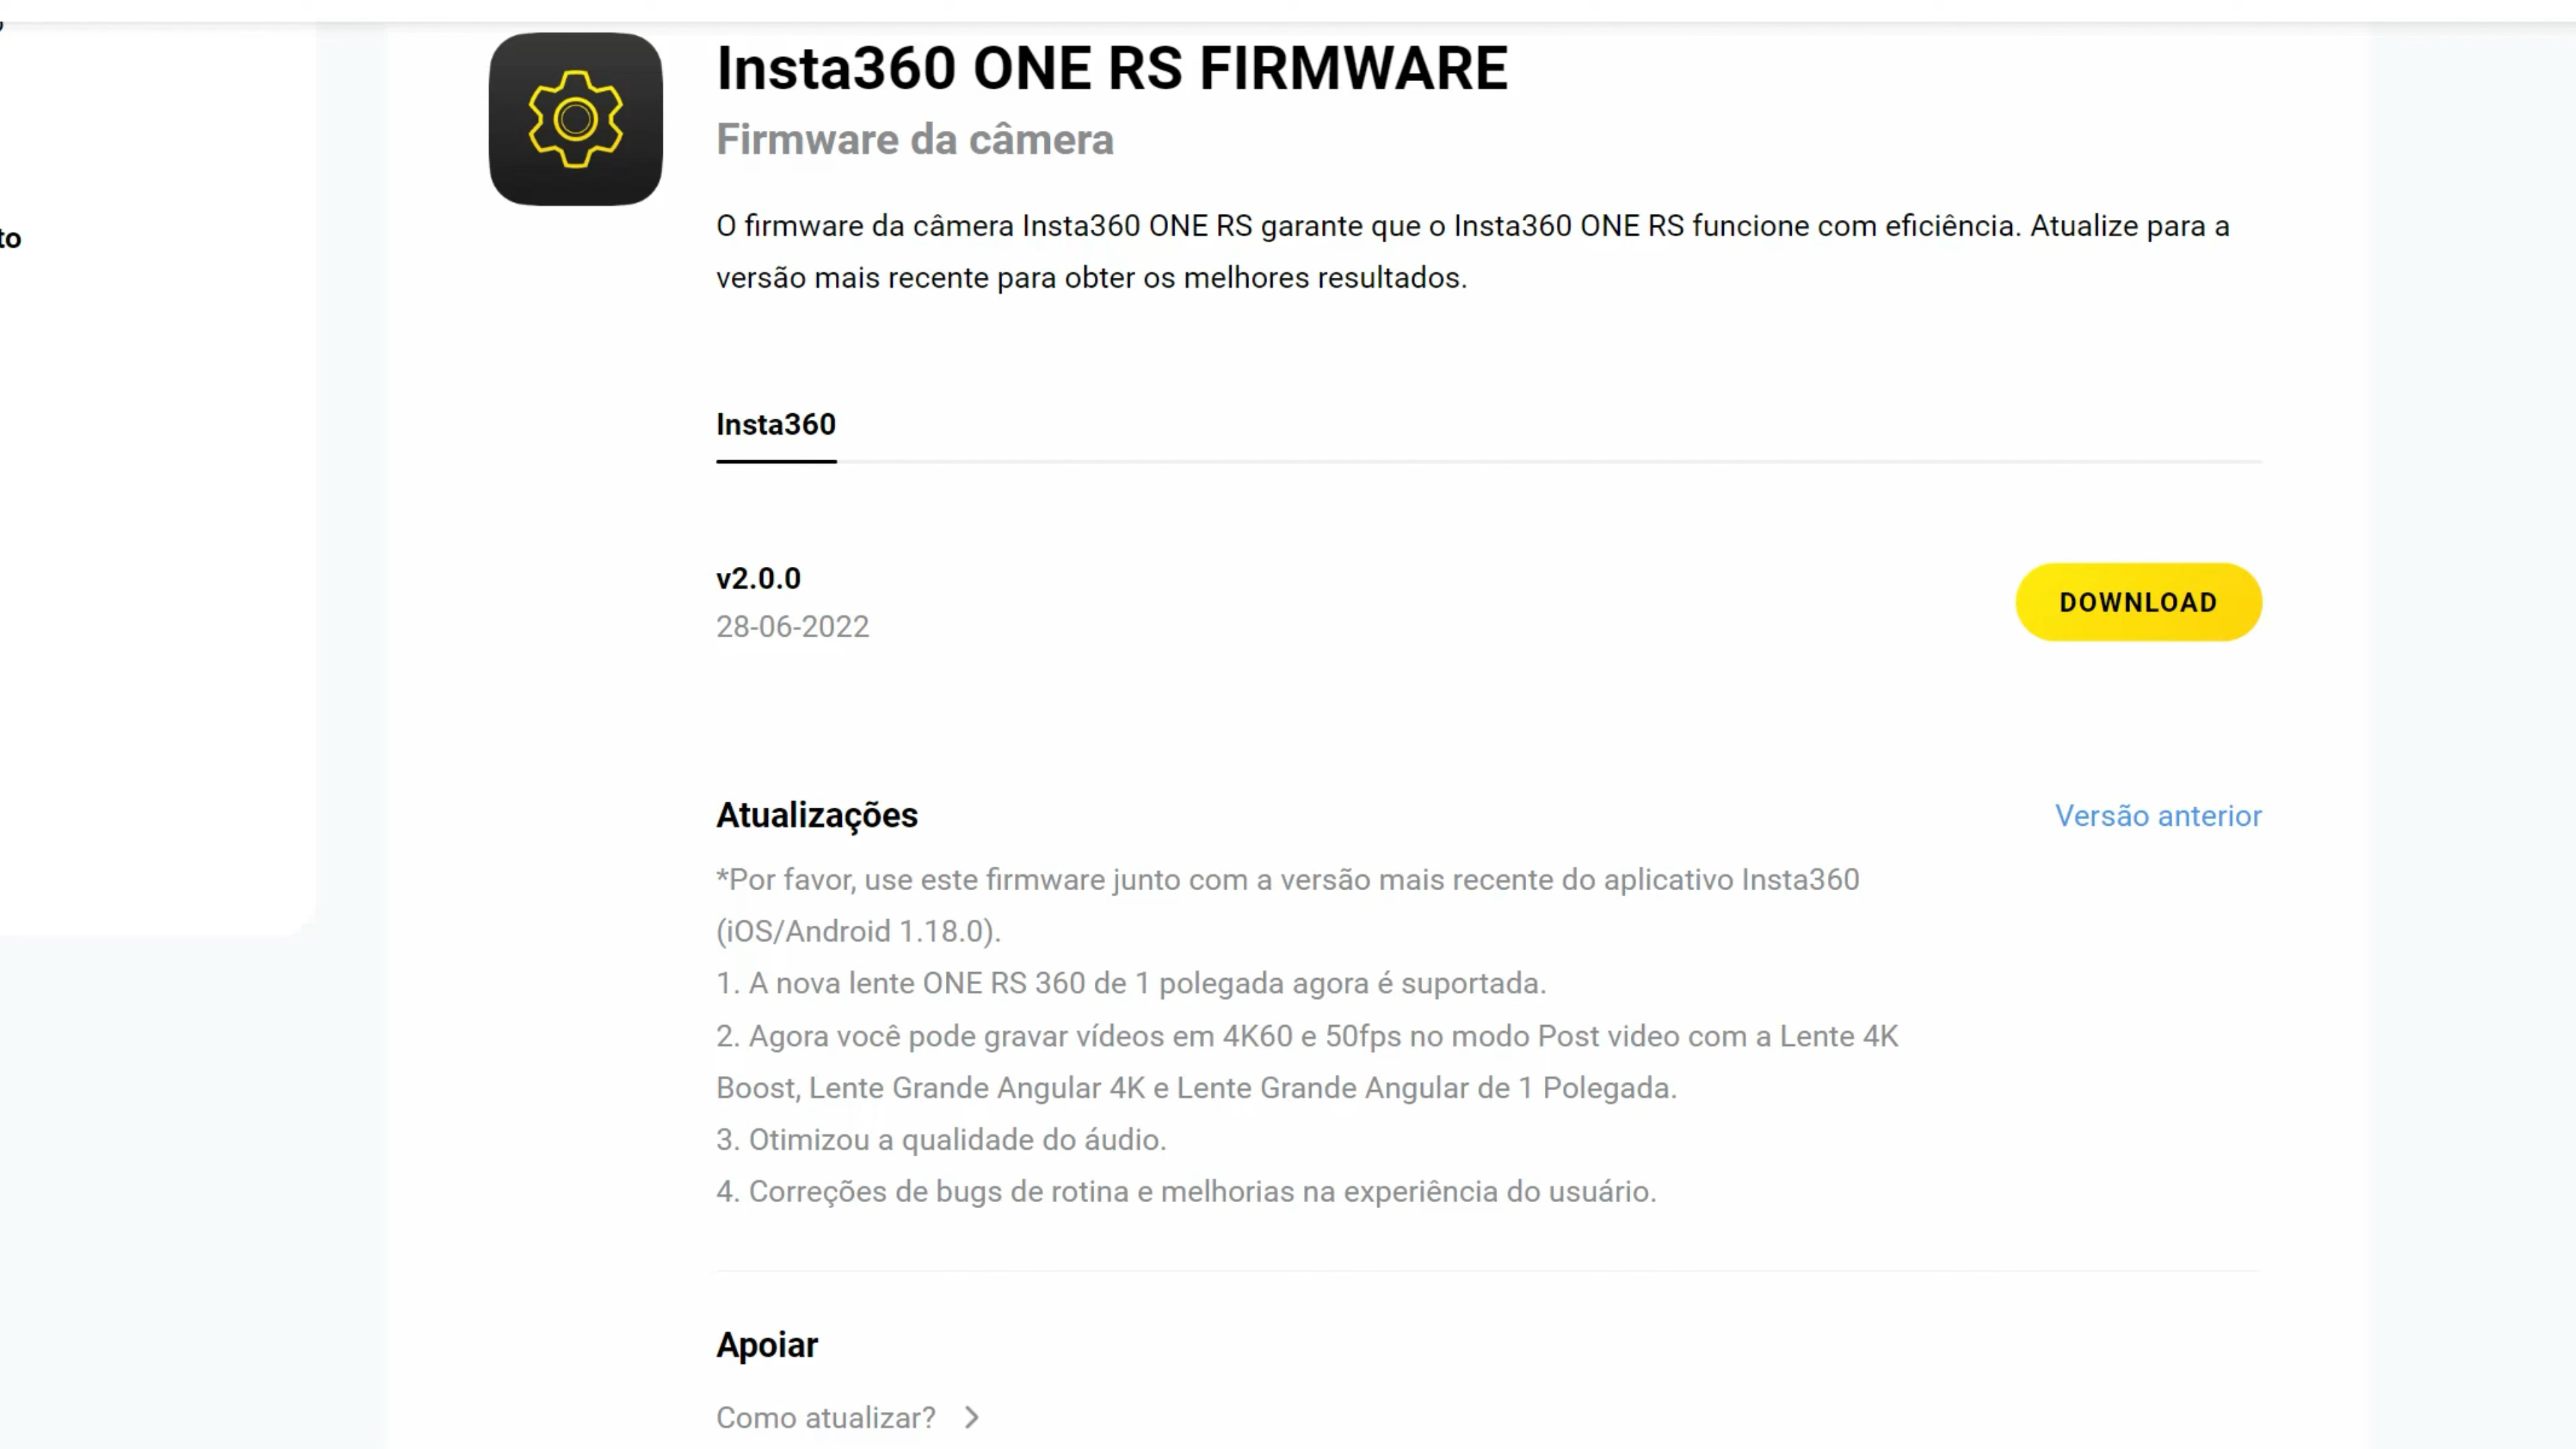 to
Insta360 ONE RS FIRMWARE
Firmware da câmera
O firmware da câmera Insta360 ONE RS garante que o Insta360 ONE RS funcione com eficiência. Atualize para a
versão mais recente para obter os melhores resultados.
Insta360
v2.0.0
28-06-2022
DOWNLOAD
Atualizações
Versão anterior
*Por favor, use este firmware junto com a versão mais recente do aplicativo Insta360
(iOS/Android 1.18.0).
1. A nova lente ONE RS 360 de 1 polegada agora é suportada.
2. Agora você pode gravar vídeos em 4K60 e 50fps no modo Post video com a Lente 4K
Boost, Lente Grande Angular 4K e Lente Grande Angular de 1 Polegada.
3. Otimizou a qualidade do áudio.
4. Correções de bugs de rotina e melhorias na experiência do usuário.
Apoiar
Como atualizar?